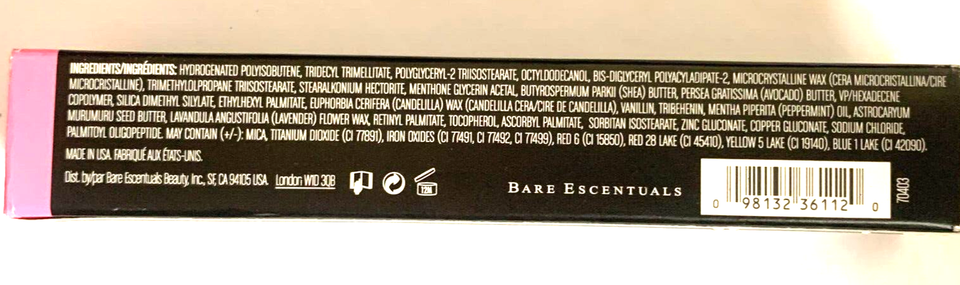 INGREDIENTS/INGRÉDIENTS: HYDROGENATED POLYISOBUTENE, TRIDECYL TRIMELLITATE, POLYGLYCERYL-2 TRIISOSTEARATE, OCTYLDODECANOL, BIS-DIGLYCERYL POLYACYLADIPATE-2, MICROCRYSTALLINE WAX (CERA MICROCRISTALLINA/CIRE
MICROCRISTALLINE), TRIMETHYLOLPROPANE TRIISOSTEARATE, STEARALKONIUM HECTORITE, MENTHONE GLYCERIN ACETAL, BUTYROSPERMUM PARKII (SHEA) BUTTER, PERSEA GRATISSIMA (AVOCADO) BUTTER, VP/HEXADECENE
COPOLYMER, SILICA DIMETHYL SILYLATE, ETHYLHEXYL PALMITATE, EUPHORBIA CERIFERA (CANDELILLA) WAX (CANDELILLA CERA/CIRE DE CANDELILLA), VANILLIN, TRIBEHENIN, MENTHA PIPERITA (PEPPERMINT) OIL, ASTROCARYUM
MURUMURU SEED BUTTER, LAVANDULA ANGUSTIFOLIA (LAVENDER) FLOWER WAX, RETINYL PALMITATE, TOCOPHEROL, ASCORBYL PALMITATE, SORBITAN ISOSTEARATE, ZINC GLUCONATE, COPPER GLUCONATE, SODIUM CHLORIDE,
PALMITOYL OLIGOPEPTIDE. MAY CONTAIN (+/-): MICA, TITANIUM DIOXIDE (CI 77891), IRON OXIDES (CI 77491, CI 77492, CI 77499), RED 6 (CI 15850), RED 28 LAKE (CI 45410), YELLOW 5 LAKE (CI 19140), BLUE 1 LAKE (CI 42090).
MADE IN USA. FABRIQUÉ AUX ÉTATS-UNIS.
Dist. by/par Bare Escentuals Beauty, Inc., SF, CA 94105 USA. London W1D 3QB
12M
BARE ESCENTUALS
0 98132 36112 0
70403